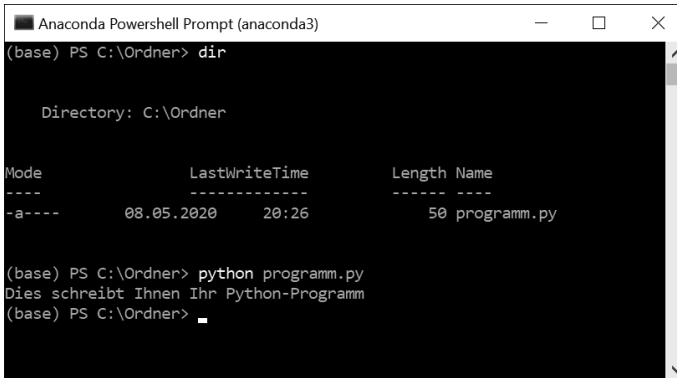 Anaconda Powershell Prompt (anaconda3)
(base) PS C:\Ordner> dir
Directory: C:\Ordner
Mode LastWriteTime Length Name
---- ------------- ------ ----
-a---- 08.05.2020 20:26 50 programm.py
(base) PS C:\Ordner> python programm.py
Dies schreibt Ihnen Ihr Python-Programm
(base) PS C:\Ordner>